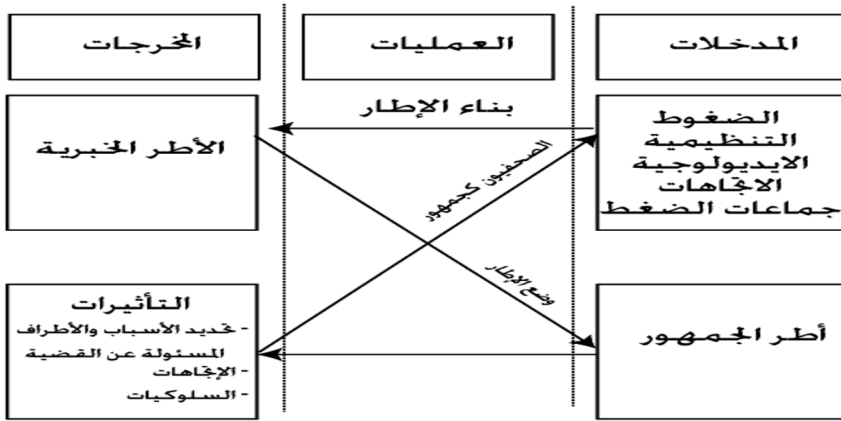 المدخلات
العمليات
المخرجات
الضغوط
التنظيمية
الايديولوجية
الاتجاهات
جماعات الضغط
بناء الإطار
الأطر الخبرية
الصحفيون كجمهور
وضع الإطار
أطر الجمهور
التأثيرات
- تحديد الأسباب والأطراف
المسئولة عن القضية
- الإتجاهات
- السلوكيات